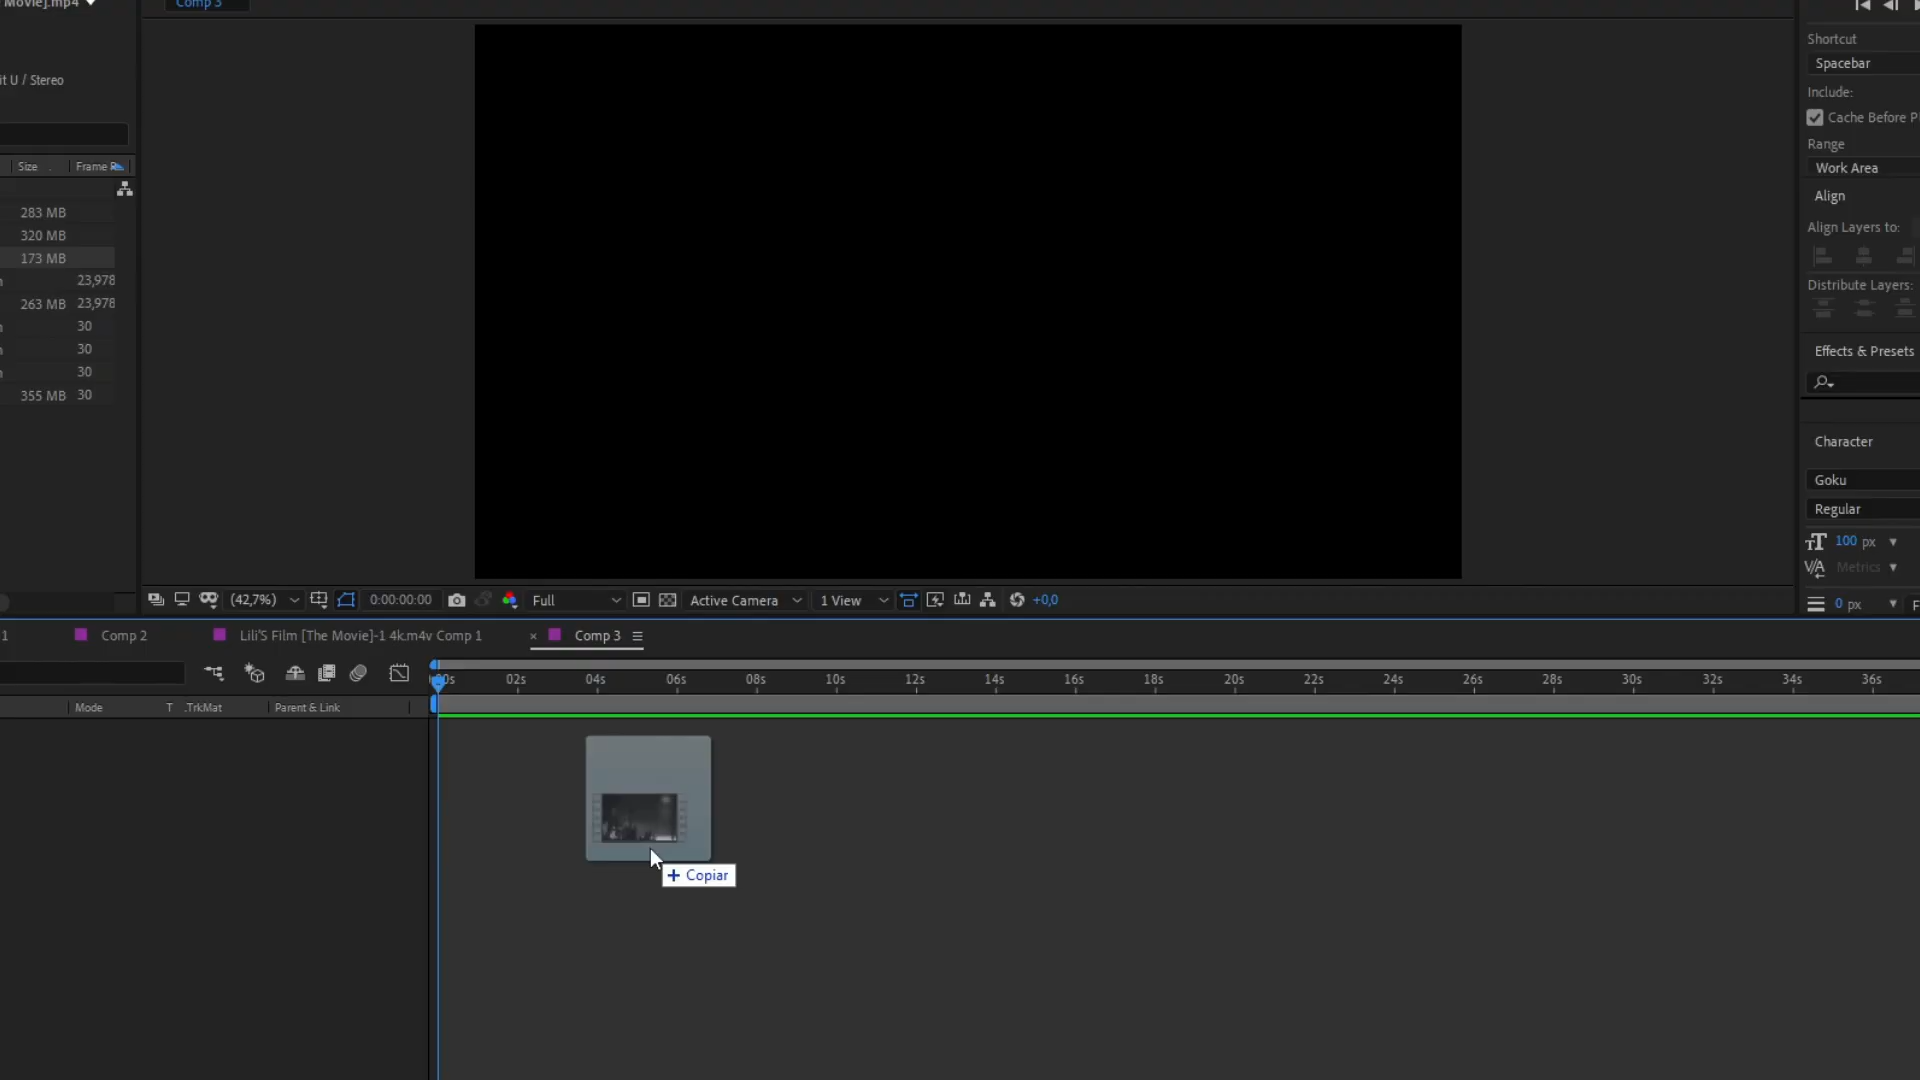 Movie].mp4
Comp 3
it U / Stereo
Size
Frame R
283 MB
320 MB
173 MB
23,978
263 MB 23,978
30
30
30
355 MB 30
Shortcut
Spacebar
Include:
Cache Before P
Range
Work Area
Align
Align Layers to:
Distribute Layers:
Effects & Presets
Character
Goku
Regular
100 px
Metrics
0 px
(42,7%)
0:00:00:00
Full
Active Camera
1 View
+0,0
1
Comp 2
Lili'S Film [The Movie]-1 4k.m4v Comp 1
× Comp 3
00s 02s 04s 06s 08s 10s 12s 14s 16s 18s 20s 22s 24s 26s 28s 30s 32s 34s 36s
Mode T .TrkMat Parent & Link
+ Copiar